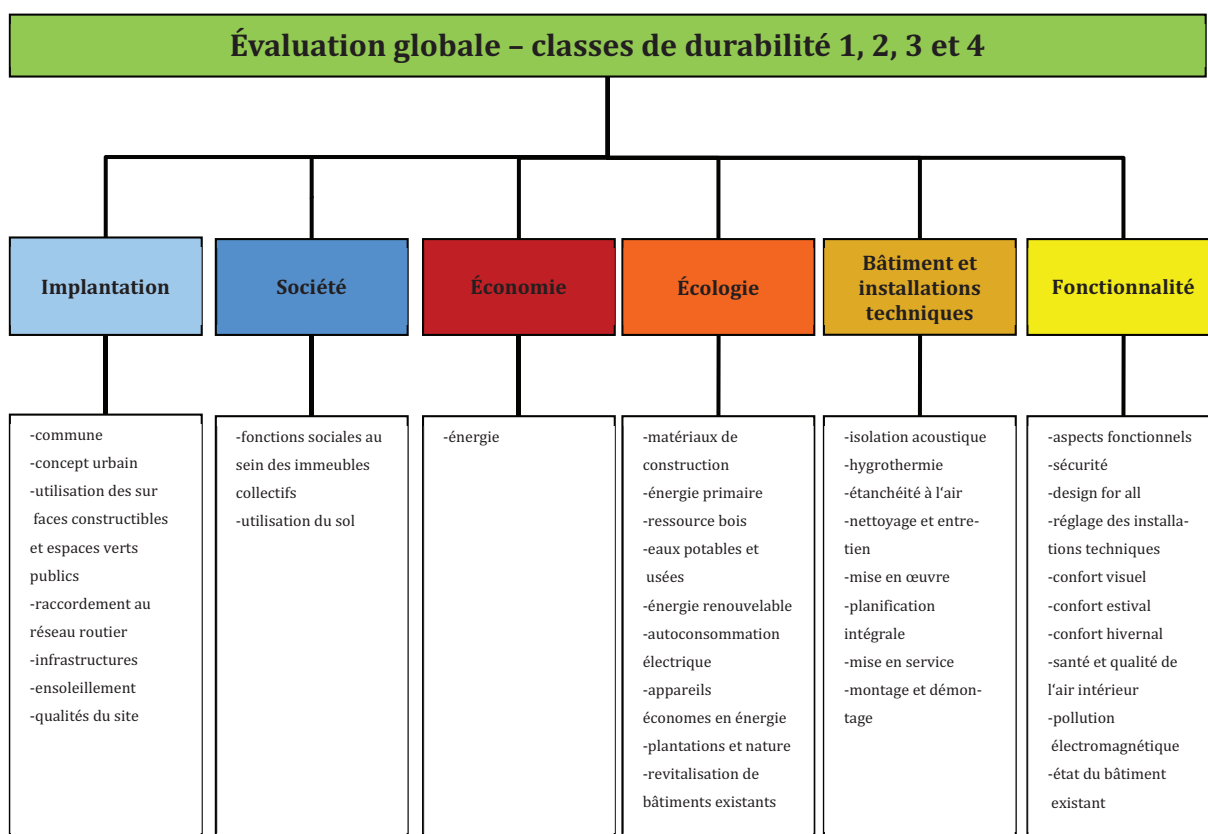 Évaluation globale – classes de durabilité 1, 2, 3 et 4
Implantation
Société
Économie
Écologie
Bâtiment et
installations
techniques
Fonctionnalité
-commune
-concept urbain
-utilisation des sur
faces constructibles
et espaces verts
publics
-raccordement au
réseau routier
-infrastructures
-ensoleillement
-qualités du site
-fonctions sociales au
sein des immeubles
collectifs
-utilisation du sol
-énergie
-matériaux de
construction
-énergie primaire
-ressource bois
-eaux potables et
usées
-énergie renouvelable
-autoconsommation
électrique
-appareils
économes en énergie
-plantations et nature
-revitalisation de
bâtiments existants
-isolation acoustique
-hygrothermie
-étanchéité à l‘air
-nettoyage et entre-
tien
-mise en œuvre
-planification
intégrale
-mise en service
-montage et démon-
tage
-aspects fonctionnels
-sécurité
-design for all
-réglage des installa-
tions techniques
-confort visuel
-confort estival
-confort hivernal
-santé et qualité de
l‘air intérieur
-pollution
électromagnétique
-état du bâtiment
existant